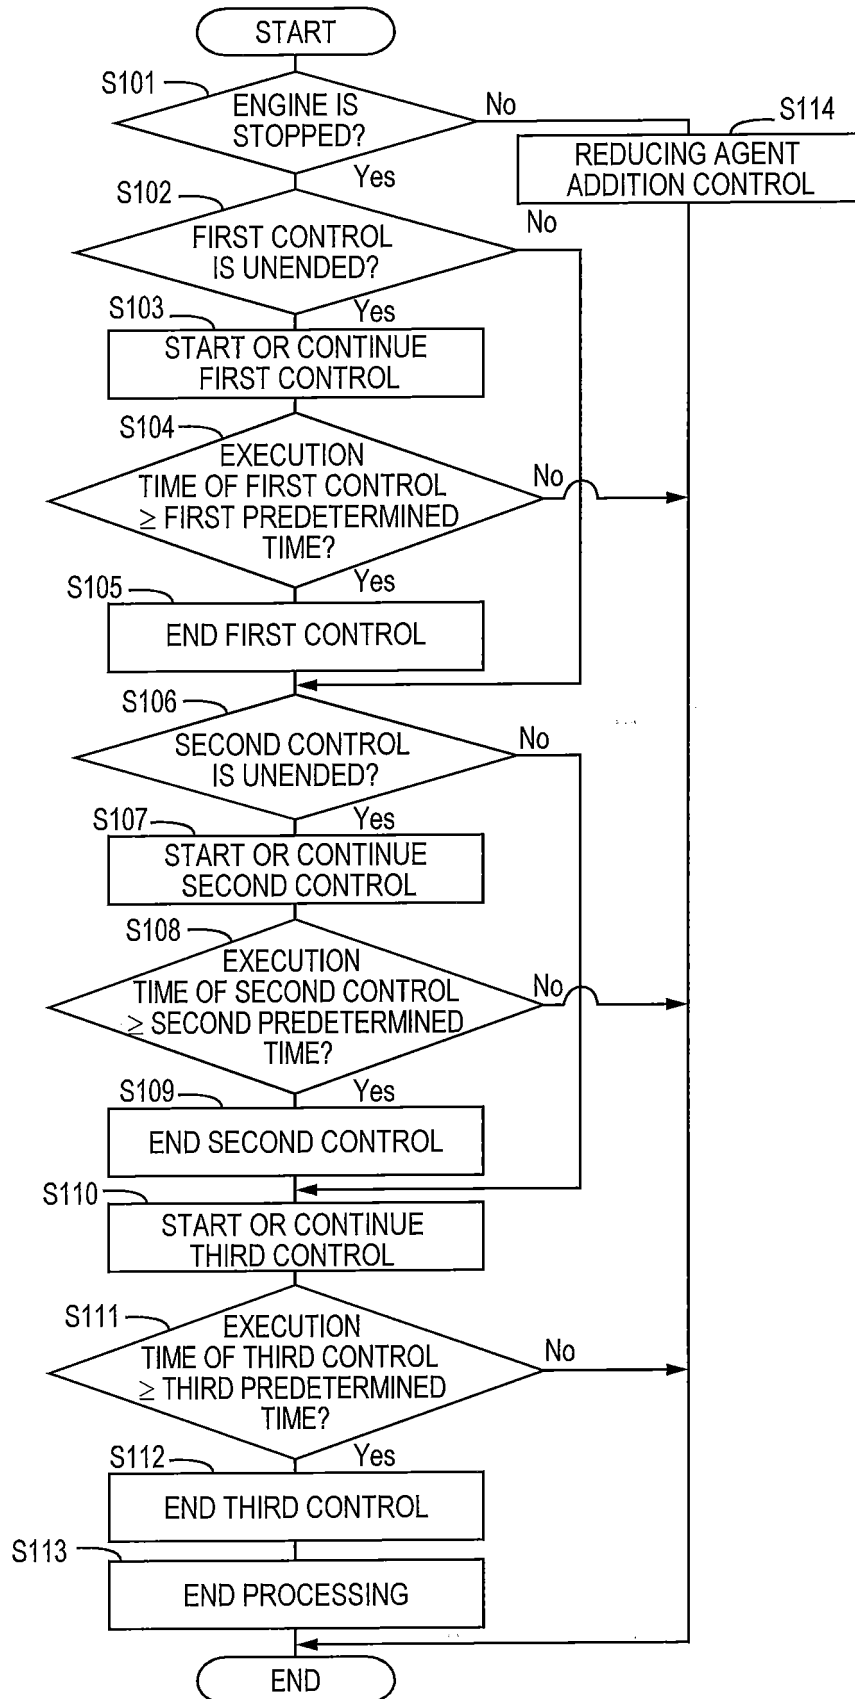 START
S101
ENGINE IS
STOPPED?
No
S114
REDUCING AGENT
ADDITION CONTROL
Yes
S102
FIRST CONTROL
IS UNENDED?
No
Yes
S103
START OR CONTINUE
FIRST CONTROL
S104
EXECUTION
TIME OF FIRST CONTROL
≥ FIRST PREDETERMINED
TIME?
No
Yes
S105
END FIRST CONTROL
S106
SECOND CONTROL
IS UNENDED?
No
Yes
S107
START OR CONTINUE
SECOND CONTROL
S108
EXECUTION
TIME OF SECOND CONTROL
≥ SECOND PREDETERMINED
TIME?
No
Yes
S109
END SECOND CONTROL
S110
START OR CONTINUE
THIRD CONTROL
S111
EXECUTION
TIME OF THIRD CONTROL
≥ THIRD PREDETERMINED
TIME?
No
Yes
S112
END THIRD CONTROL
S113
END PROCESSING
END